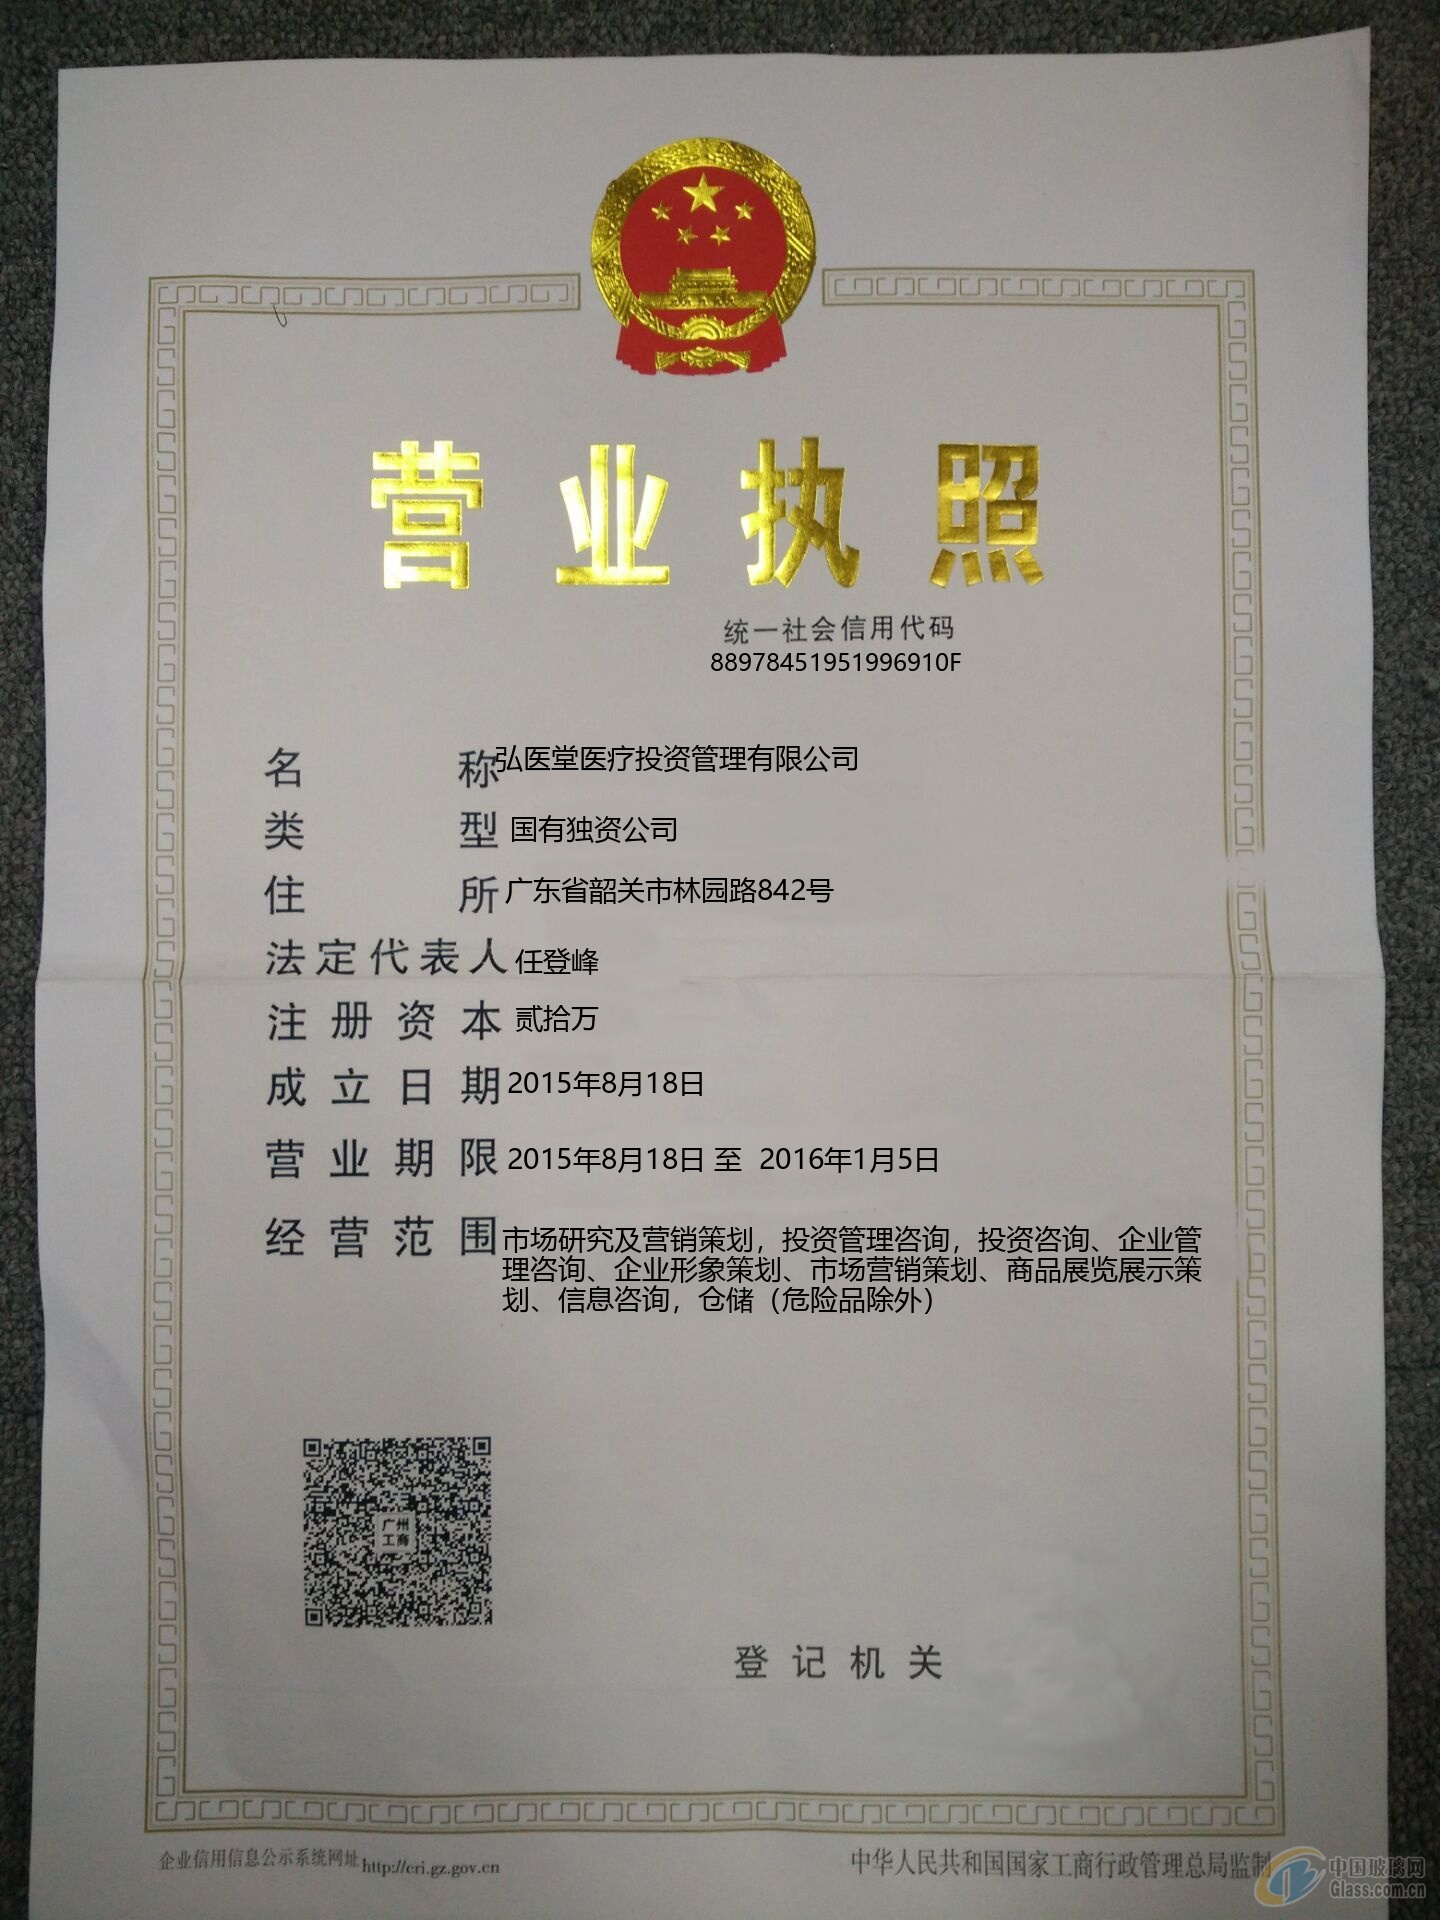 营业执照
统一社会信用代码
88978451951996910F
名称 弘医堂医疗投资管理有限公司
类型 国有独资公司
住所 广东省韶关市林园路842号
法定代表人 任登峰
注册资本 贰拾万
成立日期 2015年8月18日
营业期限 2015年8月18日 至 2016年1月5日
经营范围 市场研究及营销策划，投资管理咨询，投资咨询、企业管
理咨询、企业形象策划、市场营销策划、商品展览展示策
划、信息咨询，仓储（危险品除外）
广州
工商
登记机关
企业信用信息公示系统网址 http://cri.gz.gov.cn
中华人民共和国国家工商行政管理总局监制
中国玻璃网
Glass.com.cn